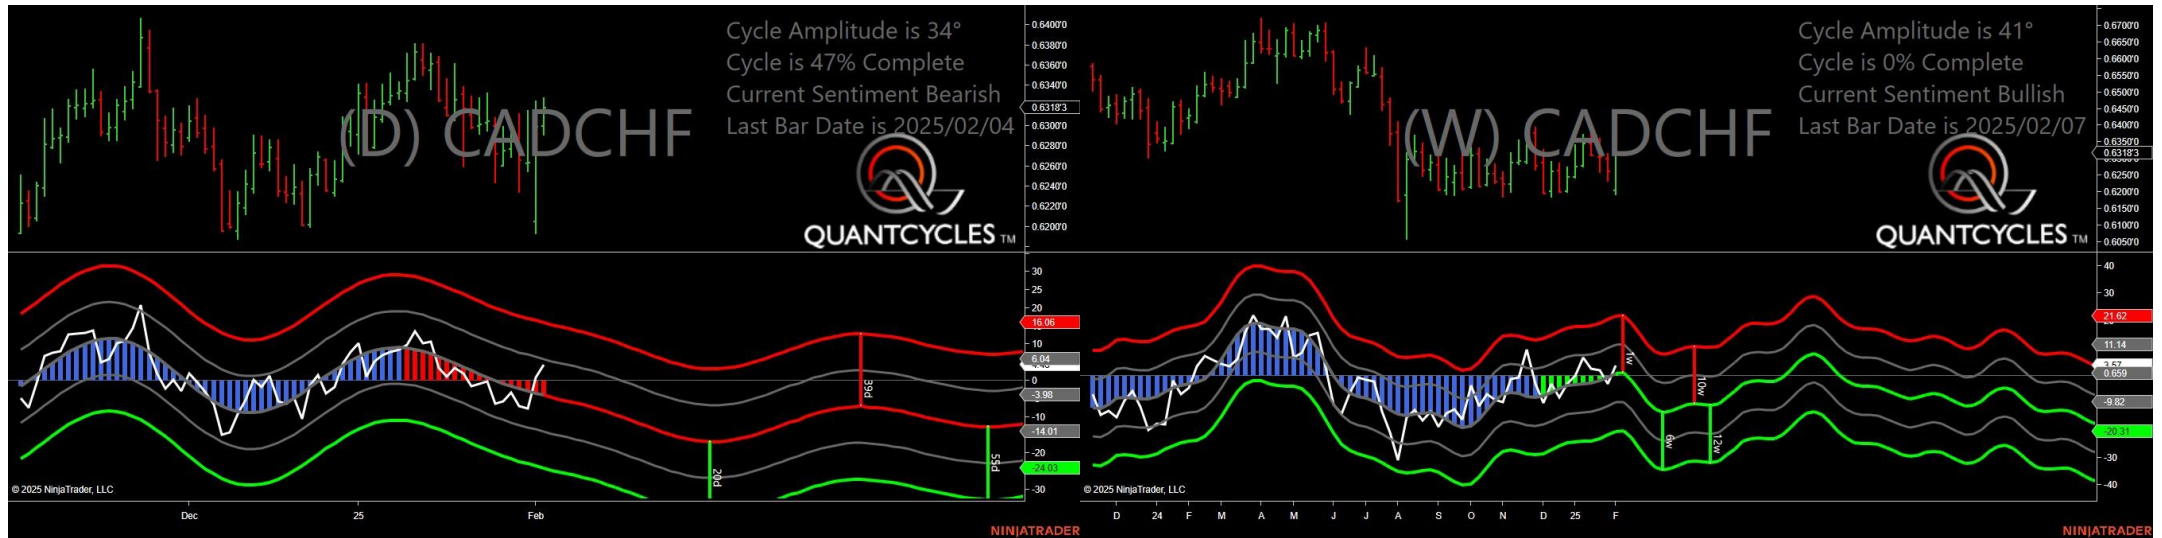 Cycle Amplitude is 34°
Cycle is 47% Complete
Current Sentiment Bearish
Last Bar Date is 2025/02/04
(D) CADCHF
QUANTCYCLES TM
0.6400'0
0.6380'0
0.6360'0
0.6340'0
0.6318'3
0.6300'0
0.6280'0
0.6260'0
0.6240'0
0.6220'0
0.6200'0
30
25
20
16.06
10
6.04
0
-3.98
-10
-14.01
-20
-24.03
-30
39d
20d
55d
© 2025 NinjaTrader, LLC
Dec
25
Feb
NINJATRADER
Cycle Amplitude is 41°
Cycle is 0% Complete
Current Sentiment Bullish
Last Bar Date is 2025/02/07
(W) CADCHF
QUANTCYCLES TM
0.6700'0
0.6650'0
0.6600'0
0.6550'0
0.6500'0
0.6450'0
0.6400'0
0.6350'0
0.6318'3
0.6250'0
0.6200'0
0.6150'0
0.6100'0
0.6050'0
40
30
21.62
11.14
0.659
-9.82
-20.31
-30
-40
1w
10w
6w
12w
© 2025 NinjaTrader, LLC
D
24
F
M
A
M
J
J
A
S
O
N
D
25
F
NINJATRADER